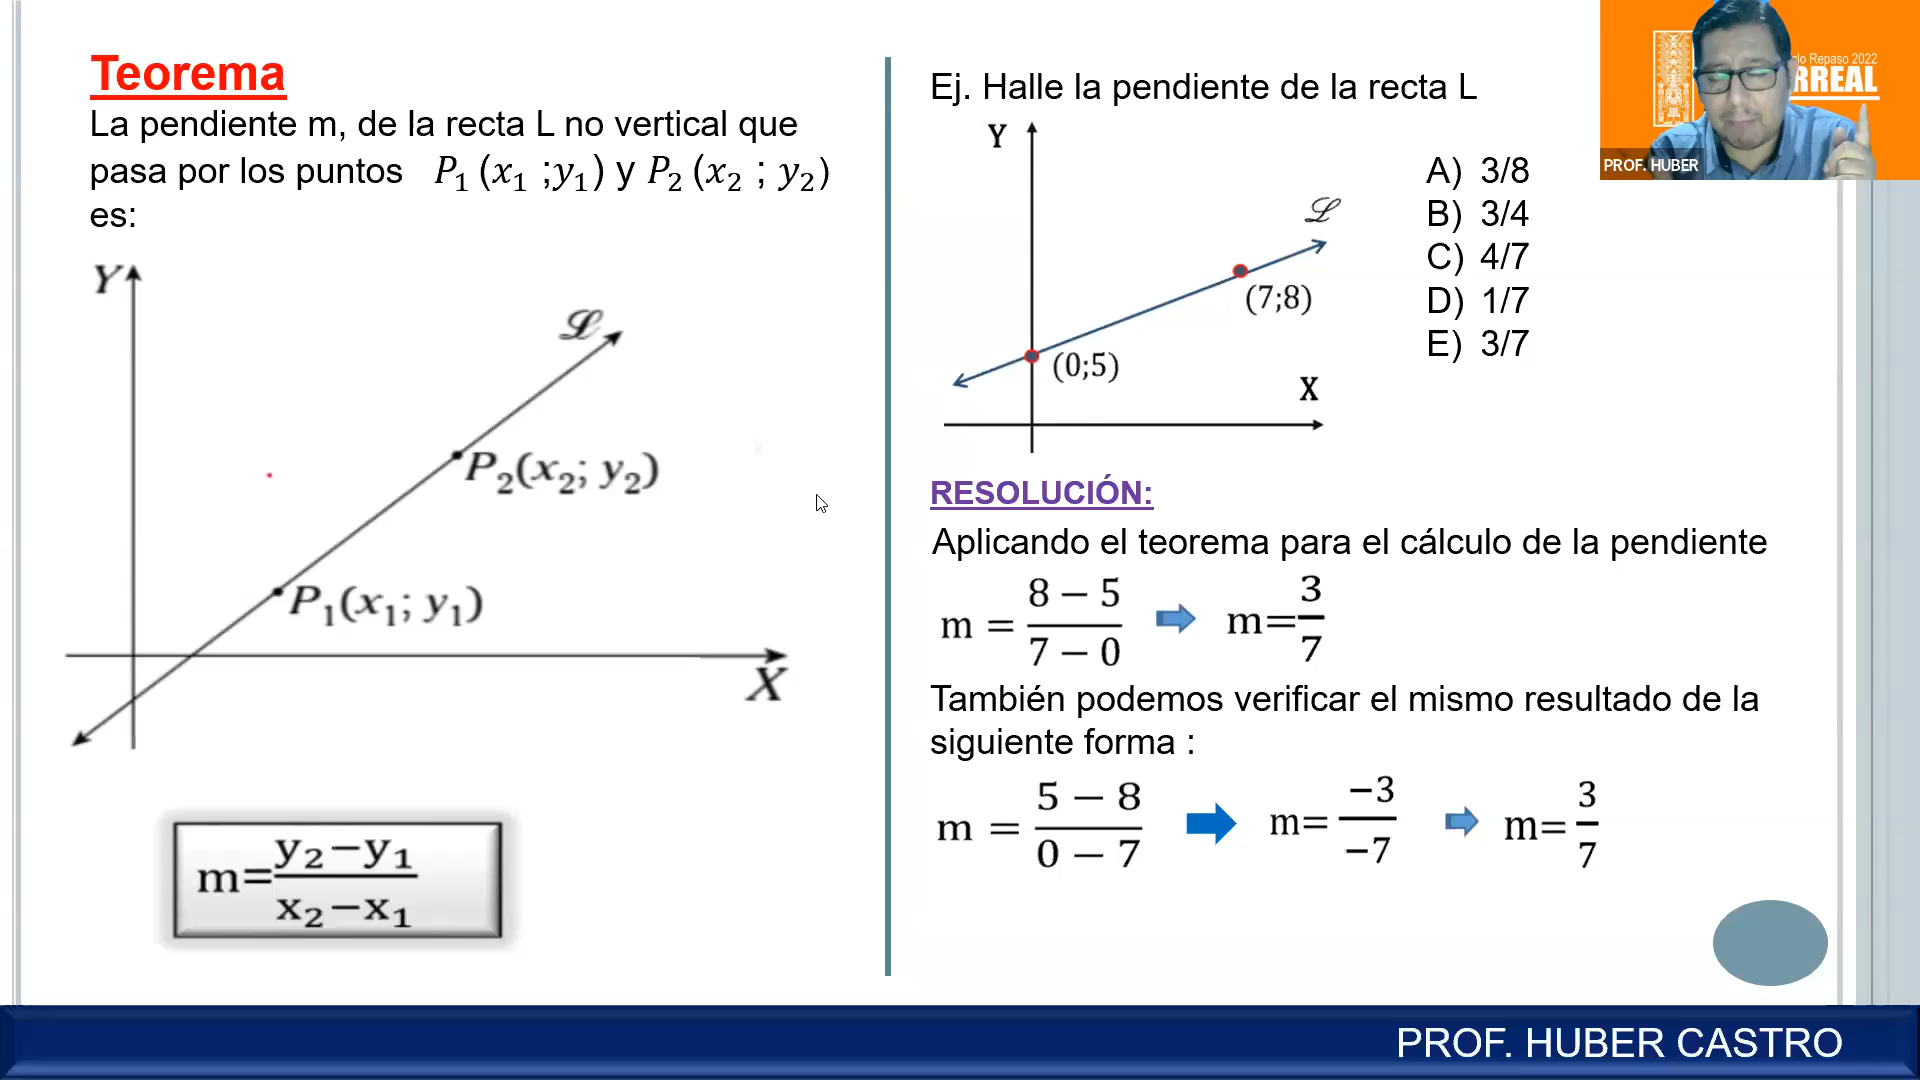 Teorema
La pendiente m, de la recta L no vertical que
pasa por los puntos P₁ (x₁ ;y₁) y P₂ (x₂ ; y₂)
es:
Y
ℒ
P₂(x₂; y₂)
P₁(x₁; y₁)
X
m=(y₂−y₁)/(x₂−x₁)
Ej. Halle la pendiente de la recta L
Y
ℒ
(7;8)
(0;5)
X
A) 3/8
B) 3/4
C) 4/7
D) 1/7
E) 3/7
RESOLUCIÓN:
Aplicando el teorema para el cálculo de la pendiente
m = (8 − 5)/(7 − 0) m=3/7
También podemos verificar el mismo resultado de la
siguiente forma :
m = (5 − 8)/(0 − 7) m=−3/−7 m=3/7
Repaso 2022
PROF. HUBER
PROF. HUBER CASTRO